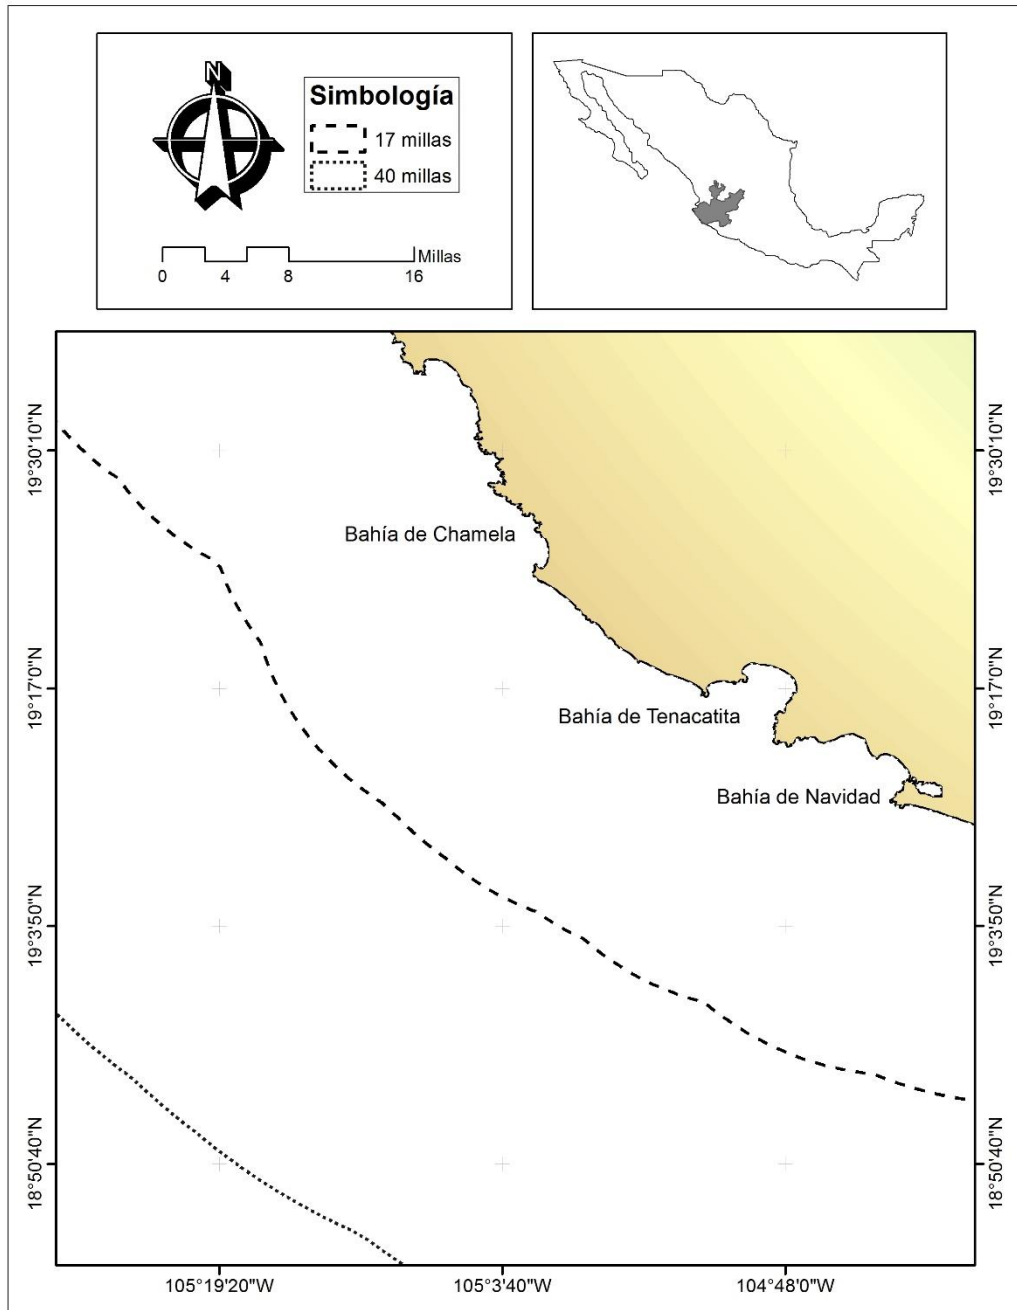 N
Simbología
17 millas
40 millas
Millas
0 4 8 16
19°30'10"N
19°30'10"N
Bahía de Chamela
19°17'0"N
19°17'0"N
Bahía de Tenacatita
Bahía de Navidad
19°3'50"N
19°3'50"N
18°50'40"N
18°50'40"N
105°19'20"W 105°3'40"W 104°48'0"W